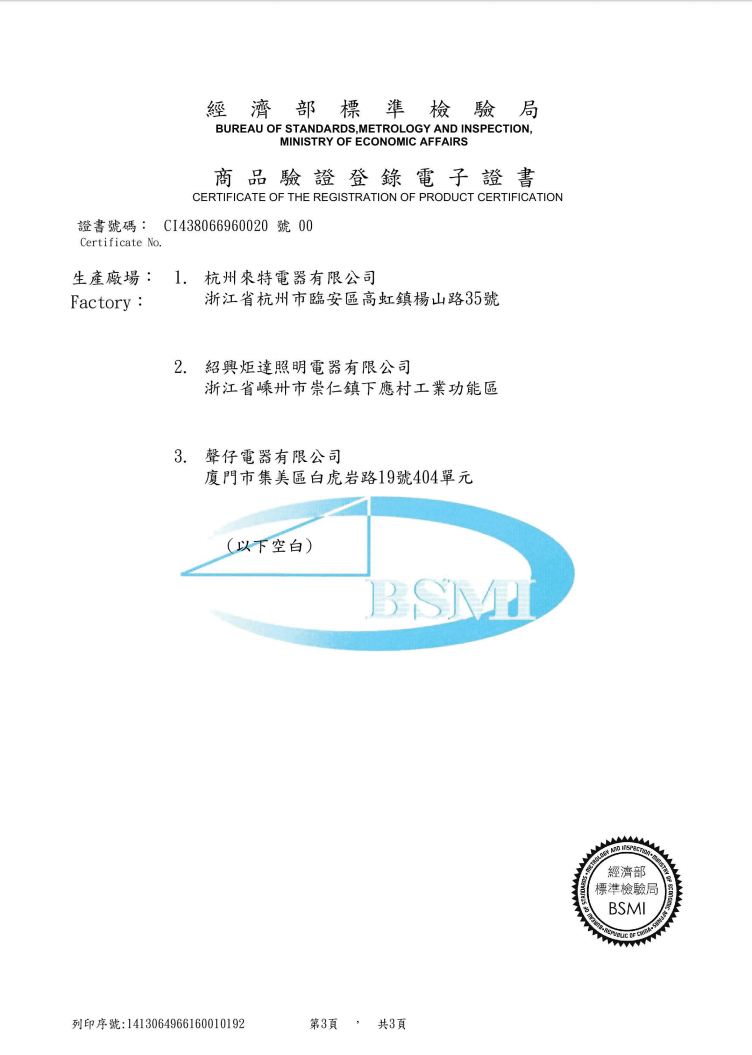 經濟部標準檢驗局
BUREAU OF STANDARDS,METROLOGY AND INSPECTION,
MINISTRY OF ECONOMIC AFFAIRS
商品驗證登錄電子證書
CERTIFICATE OF THE REGISTRATION OF PRODUCT CERTIFICATION
證書號碼： CI438066960020 號 00
Certificate No.
生產廠場： 1. 杭州來特電器有限公司
Factory： 浙江省杭州市臨安區高虹鎮楊山路35號
2. 紹興炬達照明電器有限公司
浙江省嵊卅市崇仁鎮下應村工業功能區
3. 聲仔電器有限公司
廈門市集美區白虎岩路19號404單元
(以下空白)
BSMI
BUREAU OF STANDARDS,METROLOGY AND INSPECTION,MINISTRY OF ECONOMIC AFFAIRS
REPUBLIC OF CHINA
經濟部
標準檢驗局
BSMI
列印序號:1413064966160010192 第3頁 ， 共3頁